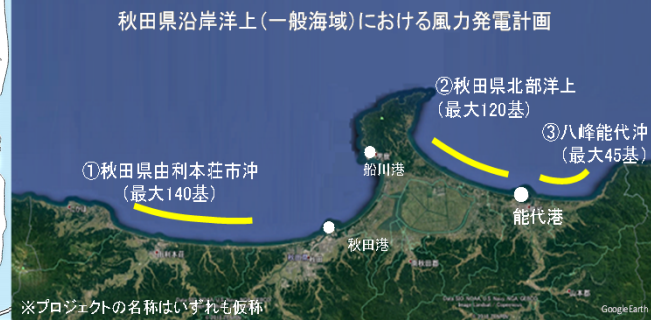 秋田県沿岸洋上（一般海域）における風力発電計画
②秋田県北部洋上
（最大120基）
③八峰能代沖
（最大45基）
①秋田県由利本荘市沖
（最大140基）
船川港
能代港
秋田港
※プロジェクトの名称はいずれも仮称
Google Earth